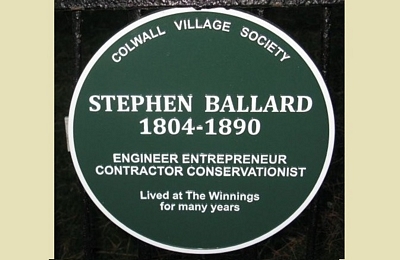 COLWALL VILLAGE SOCIETY
STEPHEN BALLARD
1804-1890
ENGINEER ENTREPRENEUR
CONTRACTOR CONSERVATIONIST
Lived at The Winnings
for many years